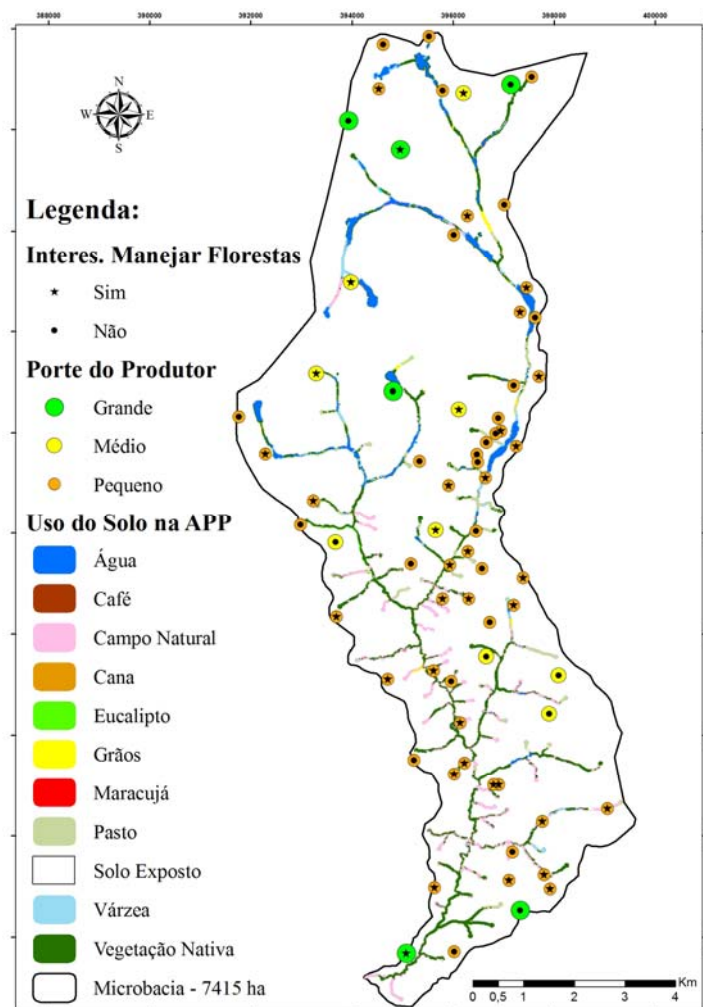 388000 390000 392000 394000 396000 398000 400000
N
W E
S
Legenda:
Interes. Manejar Florestas
Sim
Não
Porte do Produtor
Grande
Médio
Pequeno
Uso do Solo na APP
Água
Café
Campo Natural
Cana
Eucalipto
Grãos
Maracujá
Pasto
Solo Exposto
Várzea
Vegetação Nativa
Microbacia - 7415 ha
Km
0 0,5 1 2 3 4